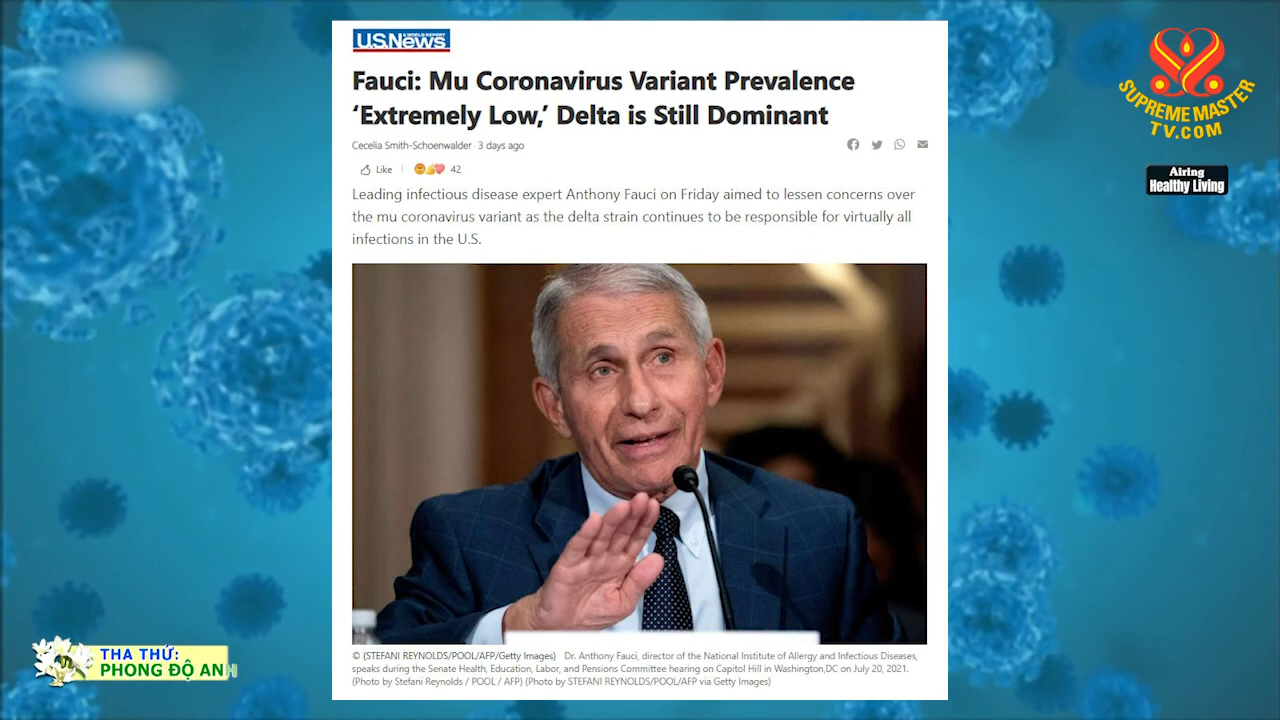 U.S.News
& WORLD REPORT
Fauci: Mu Coronavirus Variant Prevalence
‘Extremely Low,’ Delta is Still Dominant
Cecelia Smith-Schoenwalder 3 days ago
Like 42
Leading infectious disease expert Anthony Fauci on Friday aimed to lessen concerns over
the mu coronavirus variant as the delta strain continues to be responsible for virtually all
infections in the U.S.
© (STEFANI REYNOLDS/POOL/AFP/Getty Images) Dr. Anthony Fauci, director of the National Institute of Allergy and Infectious Diseases,
speaks during the Senate Health, Education, Labor, and Pensions Committee hearing on Capitol Hill in Washington,DC on July 20, 2021.
(Photo by Stefani Reynolds / POOL / AFP) (Photo by STEFANI REYNOLDS/POOL/AFP via Getty Images)
SUPREME MASTER
TV.COM
Airing
Healthy Living
THA THỨ:
PHONG ĐỘ ANH